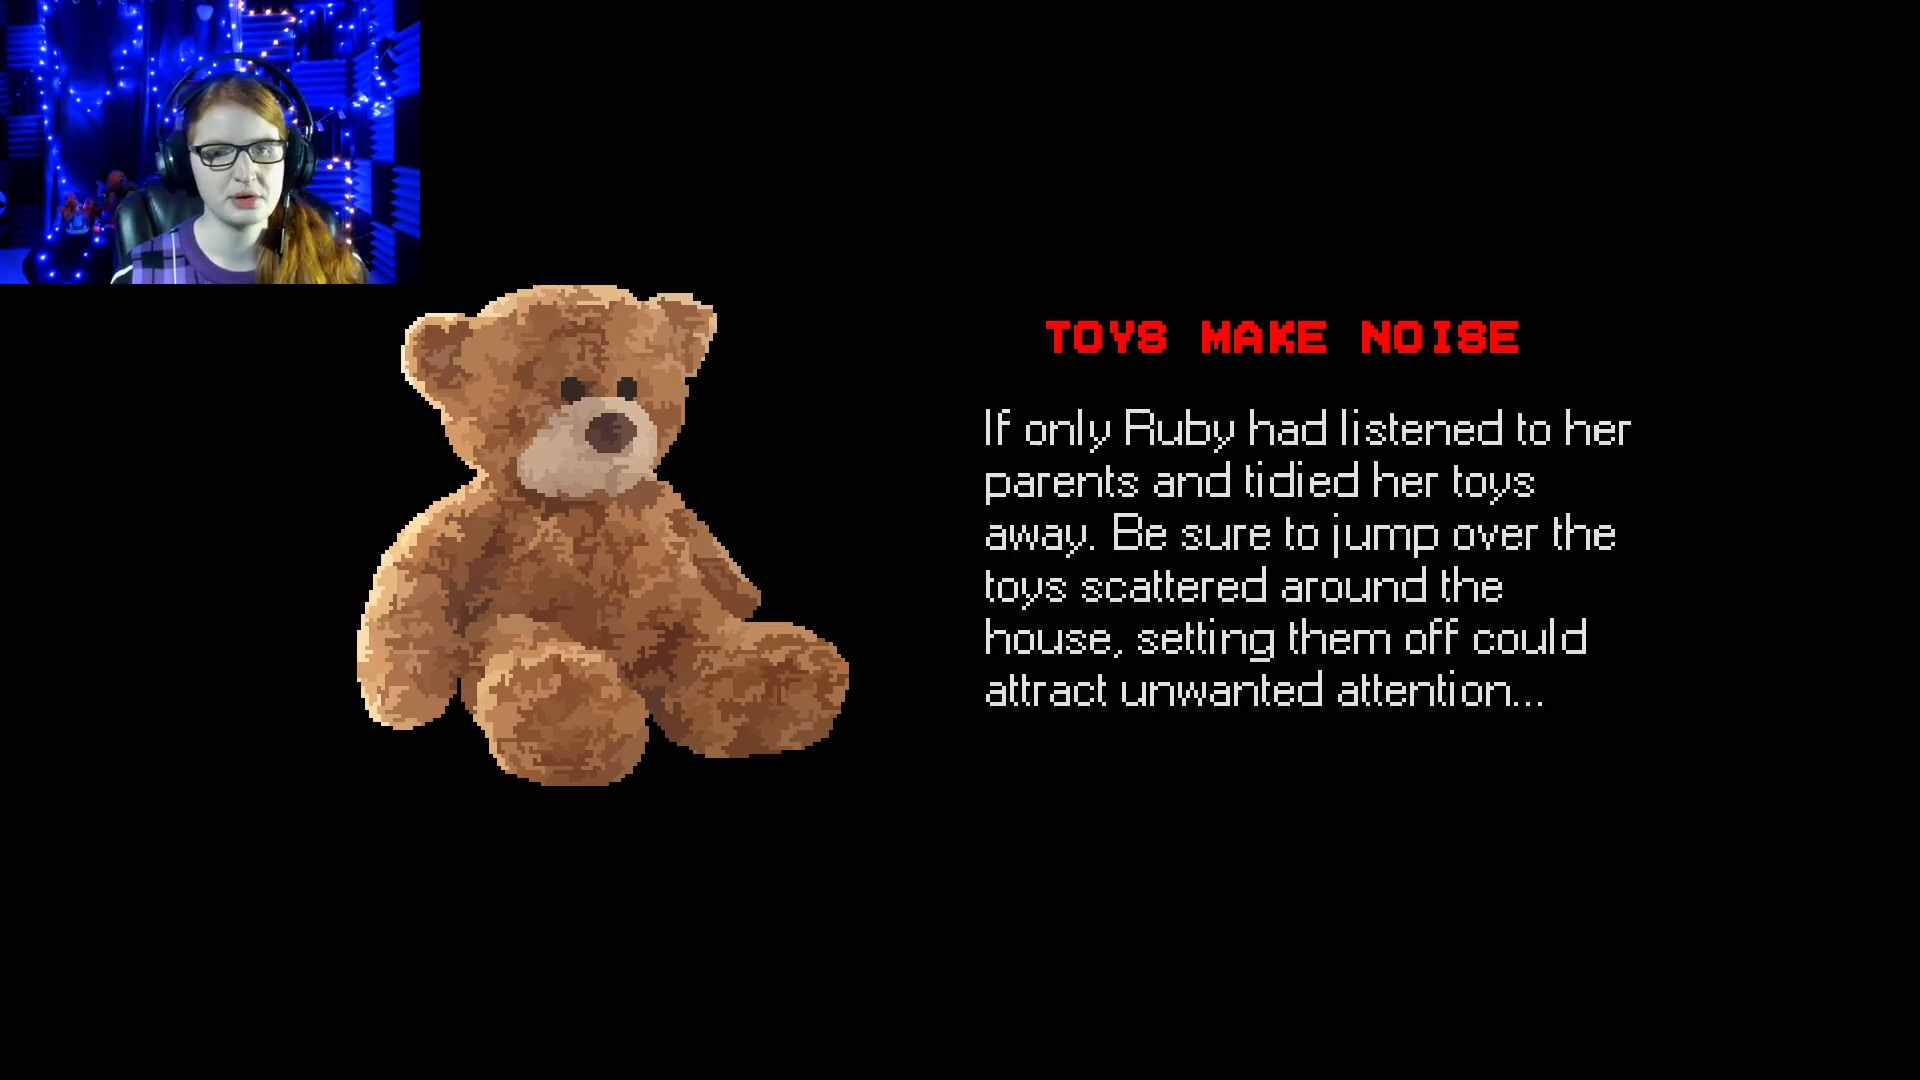 TOYS MAKE NOISE
If only Ruby had listened to her
parents and tidied her toys
away. Be sure to jump over the
toys scattered around the
house, setting them off could
attract unwanted attention...